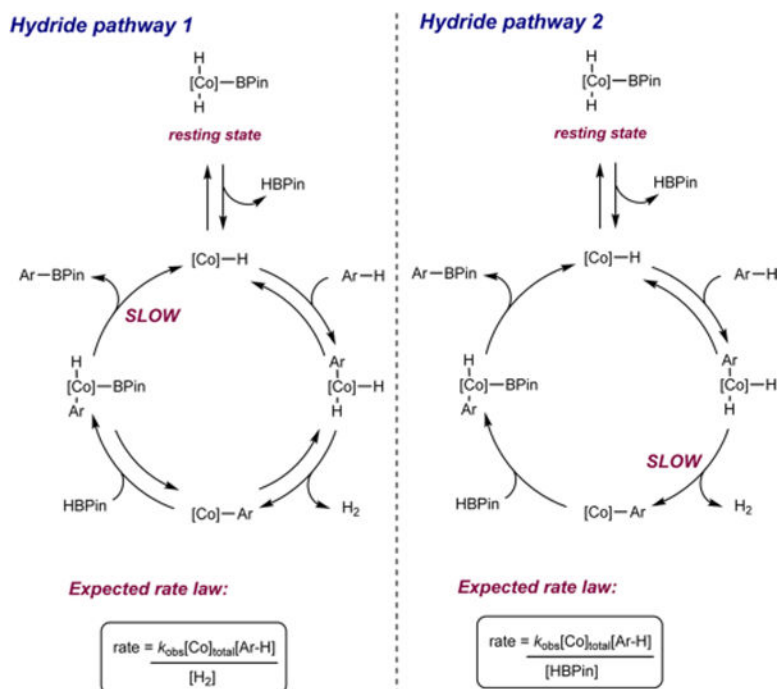 Hydride pathway 1
H
[Co]—BPin
H
resting state
HBPin
[Co]—H
Ar—BPin
Ar—H
SLOW
H
[Co]—BPin
Ar
Ar
[Co]—H
H
HBPin
[Co]—Ar
H2
Expected rate law:
rate = kobs[Co]total[Ar-H]
[H2]
Hydride pathway 2
H
[Co]—BPin
H
resting state
HBPin
[Co]—H
Ar—BPin
Ar—H
H
[Co]—BPin
Ar
Ar
[Co]—H
H
SLOW
HBPin
[Co]—Ar
H2
Expected rate law:
rate = kobs[Co]total[Ar-H]
[HBPin]